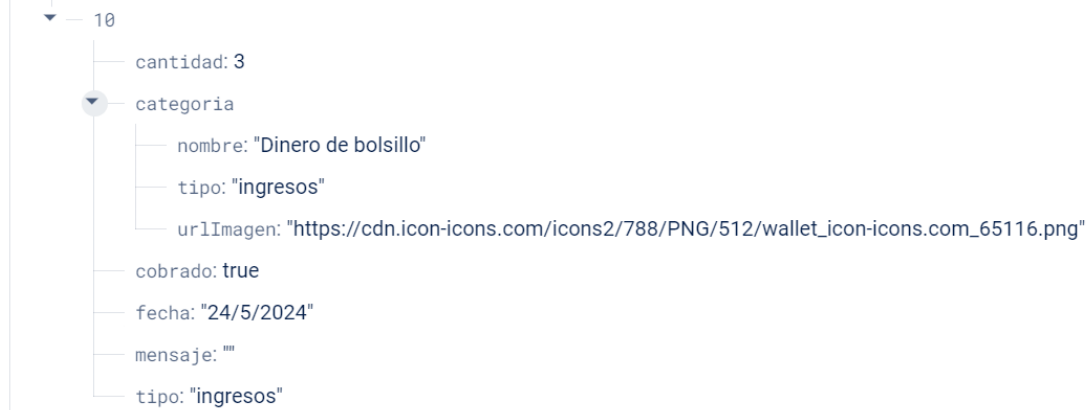 10
cantidad: 3
categoria
nombre: "Dinero de bolsillo"
tipo: "ingresos"
urlImagen: "https://cdn.icon-icons.com/icons2/788/PNG/512/wallet_icon-icons.com_65116.png"
cobrado: true
fecha: "24/5/2024"
mensaje: ""
tipo: "ingresos"